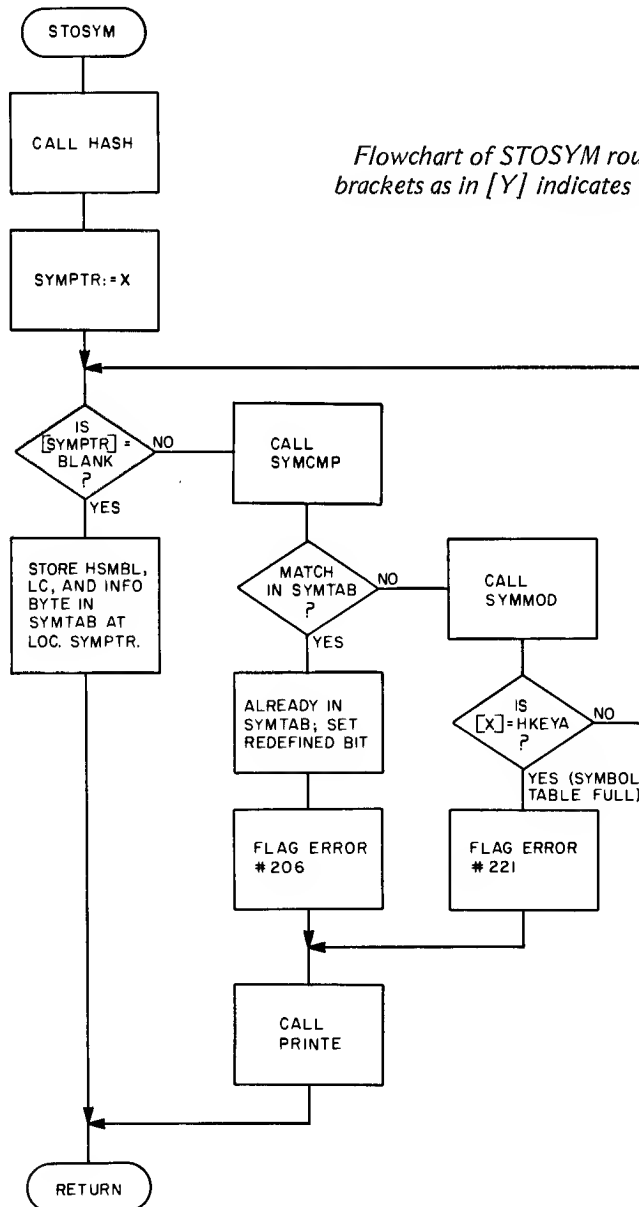 STOSYM
CALL HASH
Flowchart of STOSYM rou
brackets as in [Y] indicates
SYMPTR:=X
IS
[SYMPTR] =
BLANK
?
NO
YES
CALL
SYMCMP
STORE HSMBL,
LC, AND INFO
BYTE IN
SYMTAB AT
LOC. SYMPTR.
MATCH
IN SYMTAB
?
NO
YES
CALL
SYMMOD
ALREADY IN
SYMTAB; SET
REDEFINED BIT
IS
[X]=HKEYA
?
NO
YES (SYMBOL
TABLE FULL)
FLAG ERROR
#206
FLAG ERROR
#221
CALL
PRINTE
RETURN